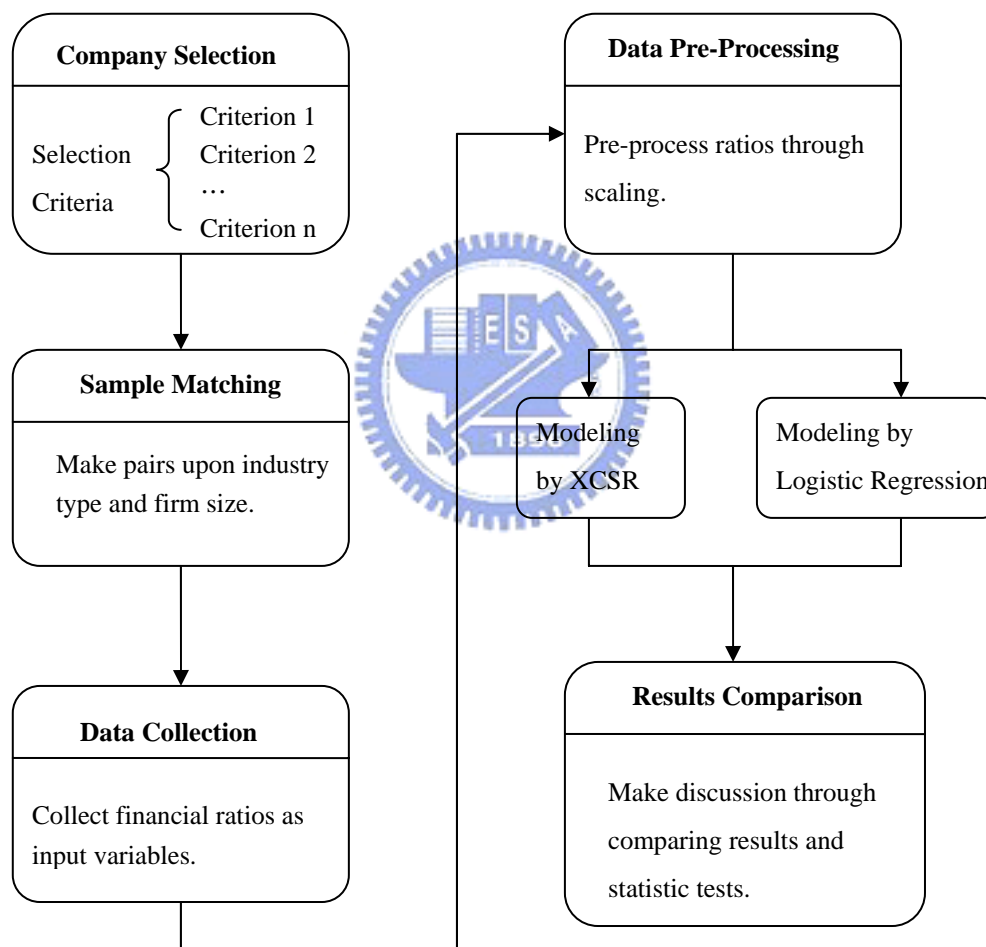 Company Selection
Selection
Criteria
Criterion 1
Criterion 2
…
Criterion n
Sample Matching
Make pairs upon industry
type and firm size.
Data Collection
Collect financial ratios as
input variables.
Data Pre-Processing
Pre-process ratios through
scaling.
E S A
1896
Modeling
by XCSR
Modeling by
Logistic Regression
Results Comparison
Make discussion through
comparing results and
statistic tests.